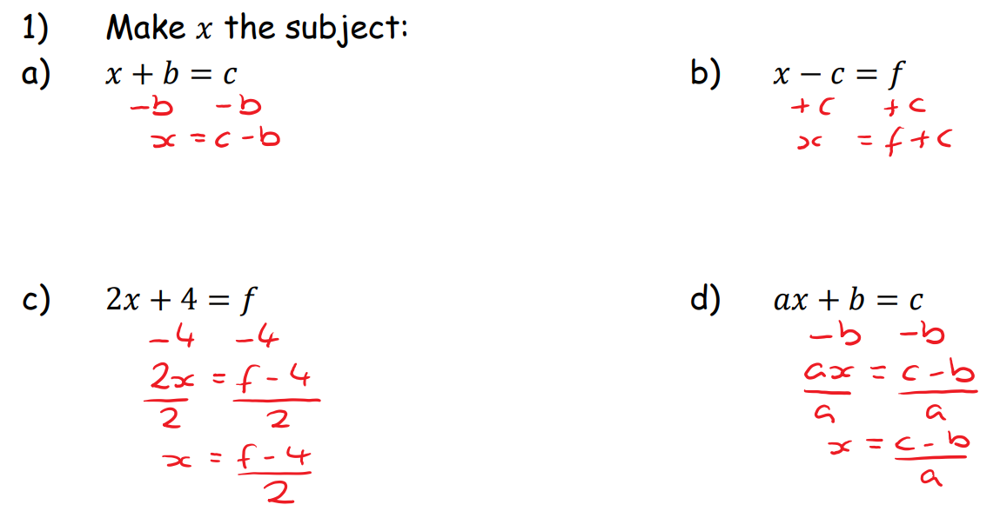 1) Make x the subject:
a) x + b = c
-b -b
x = c - b
b) x − c = f
+c +c
x = f + c
c) 2x + 4 = f
-4 -4
2x = f - 4
2 2
x = f - 4
2
d) ax + b = c
-b -b
ax = c - b
a a
x = c - b
a